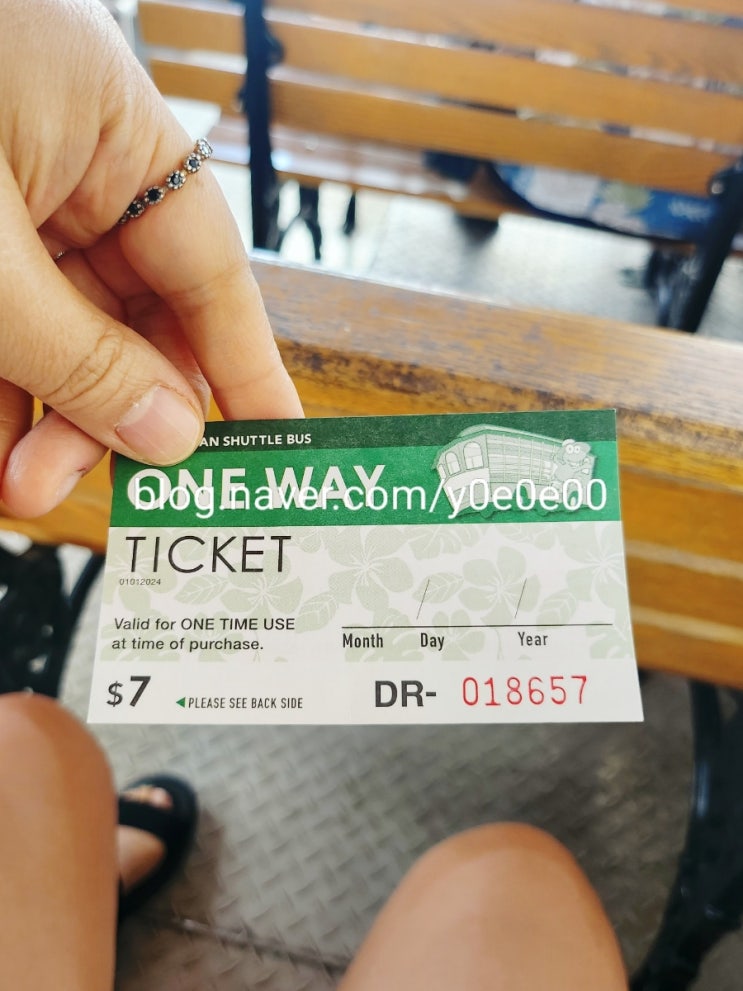 AN SHUTTLE BUS
ONE WAY
blog.naver.com/y0e0e00
TICKET
01012024
Valid for ONE TIME USE
at time of purchase.
/ /
Month Day Year
$7 ◀PLEASE SEE BACK SIDE DR- 018657